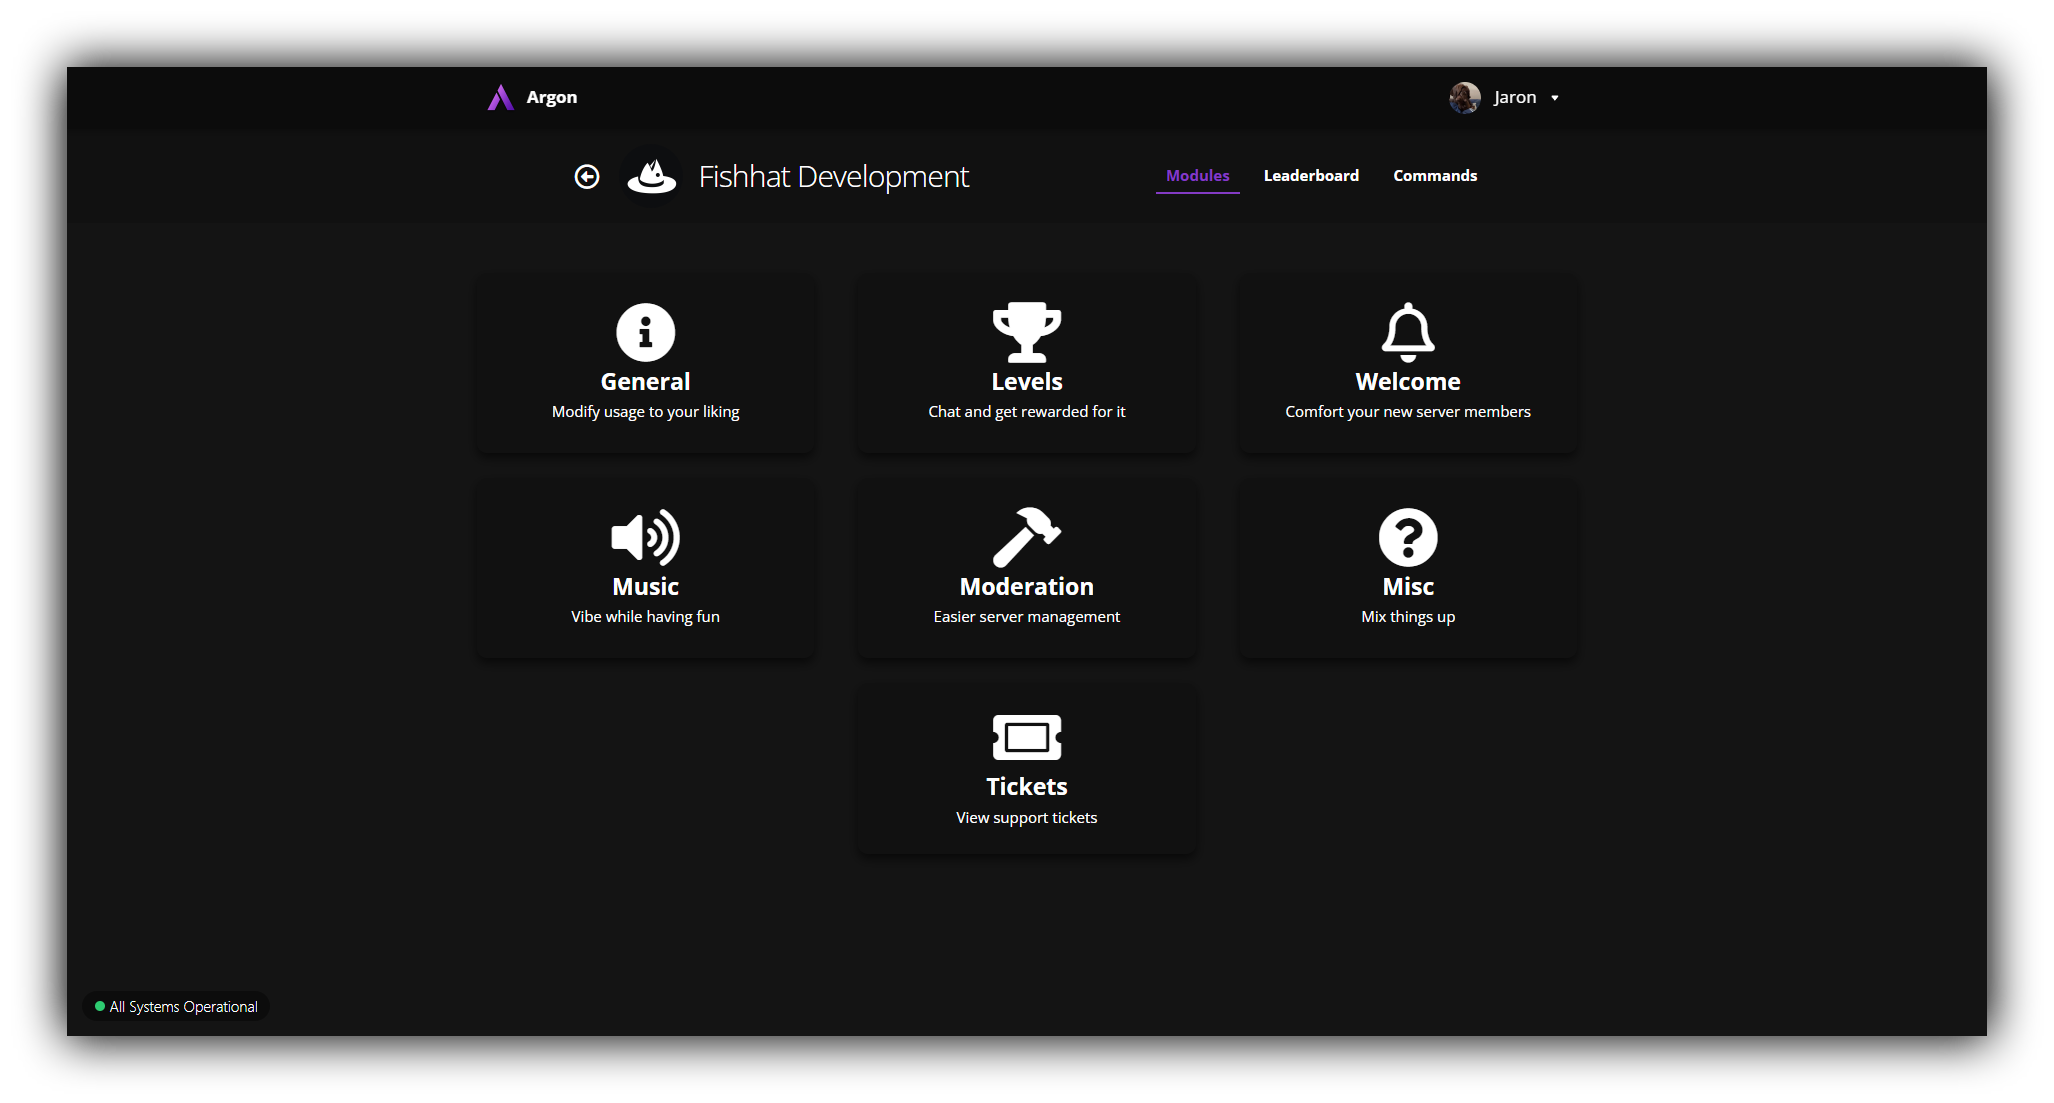 Argon
Jaron
Fishhat Development
Modules
Leaderboard
Commands
General
Modify usage to your liking
Levels
Chat and get rewarded for it
Welcome
Comfort your new server members
Music
Vibe while having fun
Moderation
Easier server management
Misc
Mix things up
Tickets
View support tickets
All Systems Operational